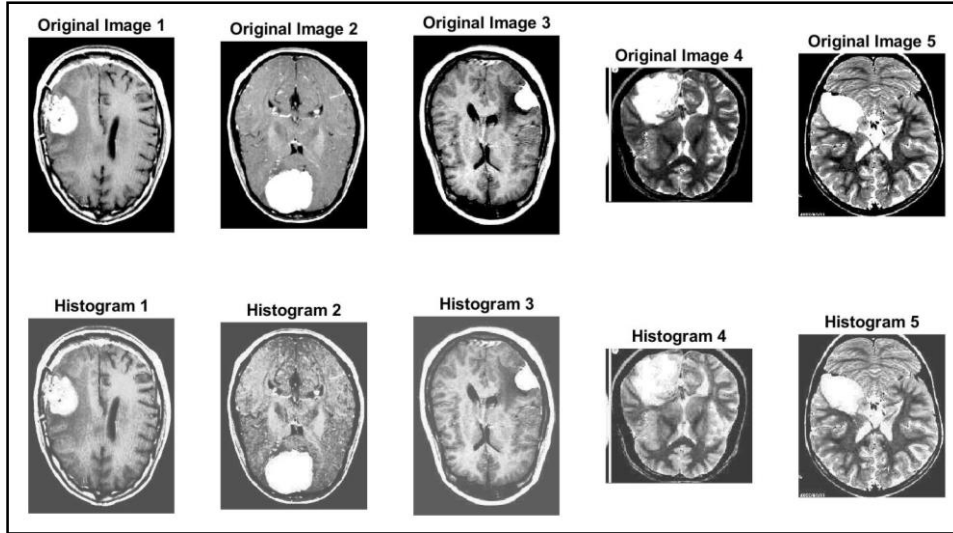 Original Image 1
Original Image 2
Original Image 3
Original Image 4
Original Image 5
Histogram 1
Histogram 2
Histogram 3
Histogram 4
Histogram 5